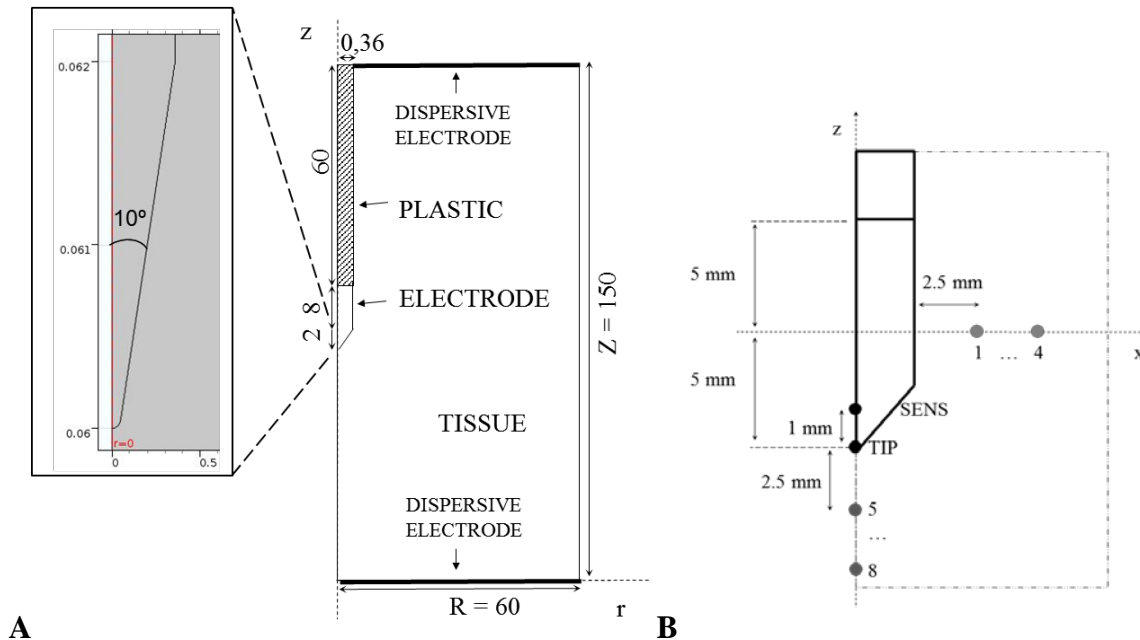 0.062
0.061
0.06
10º
r=0
0
0.5
z
0,36
DISPERSIVE
ELECTRODE
60
PLASTIC
ELECTRODE
8
2
Z = 150
TISSUE
DISPERSIVE
ELECTRODE
R = 60
r
A
z
5 mm
2.5 mm
1 … 4
x
5 mm
SENS
1 mm
TIP
2.5 mm
5
…
8
B